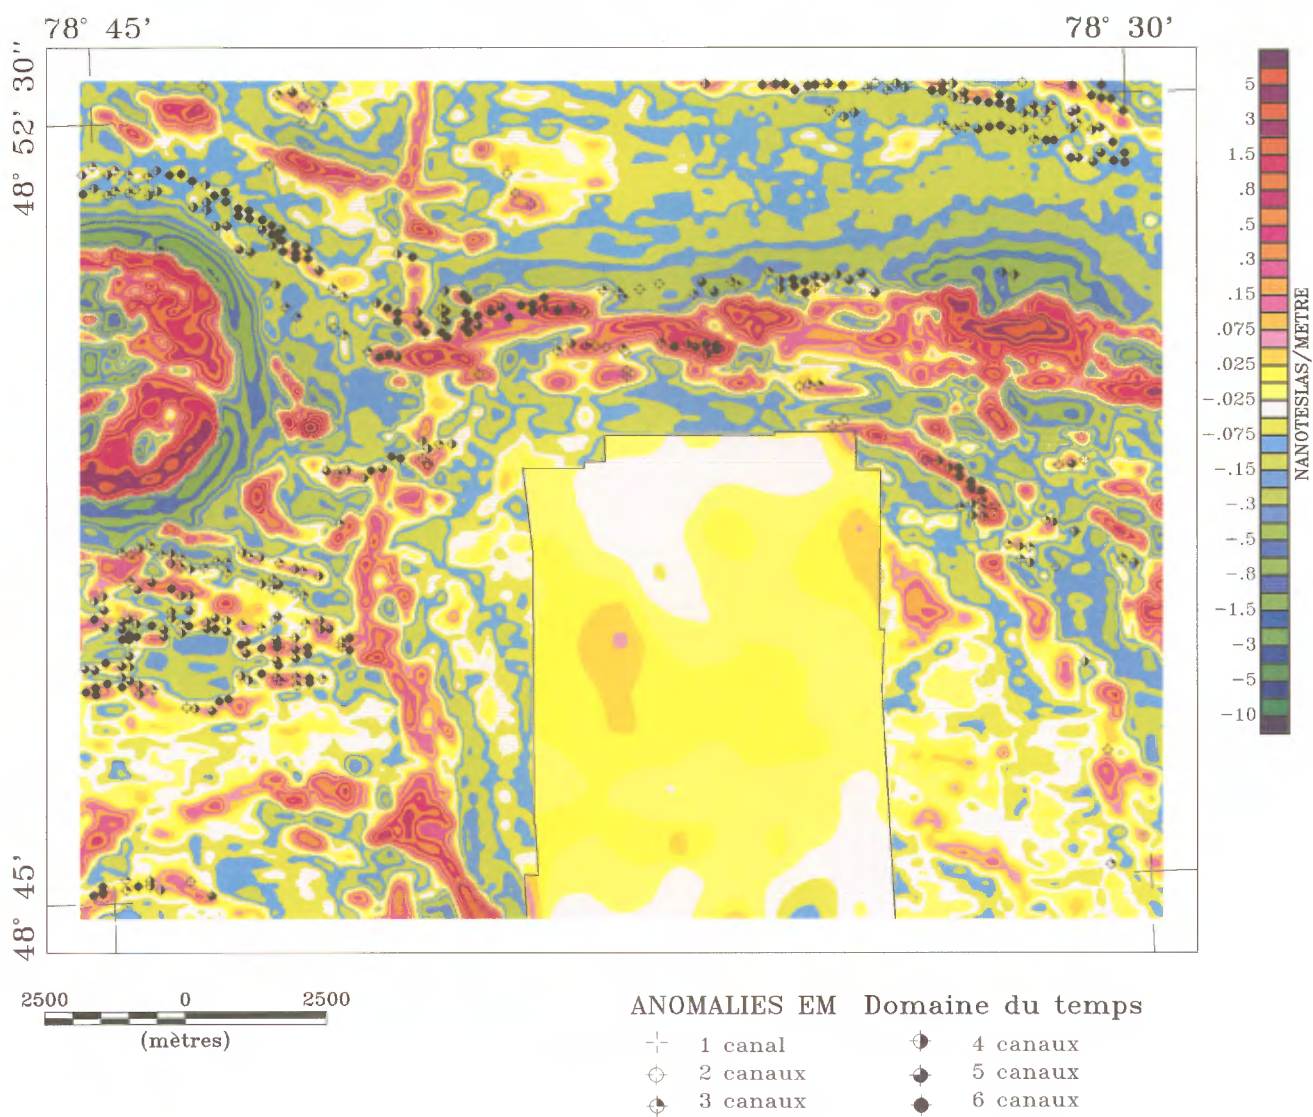 78° 45’
78° 30’
48° 52’ 30”
48° 45’
5
3
1.5
.8
.5
.3
.15
.075
.025
-.025
-.075
-.15
-.3
-.5
-.8
-1.5
-3
-5
-10
NANOTESLAS/METRE
2500 0 2500
(mètres)
ANOMALIES EM Domaine du temps
1 canal
2 canaux
3 canaux
4 canaux
5 canaux
6 canaux